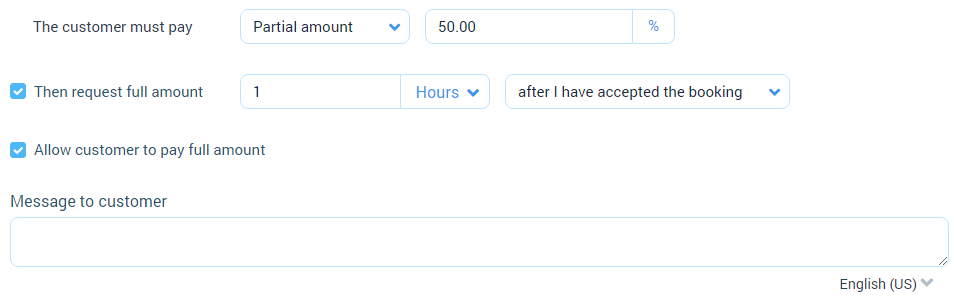 The customer must pay Partial amount 50.00 %
Then request full amount 1 Hours after I have accepted the booking
Allow customer to pay full amount
Message to customer
English (US)